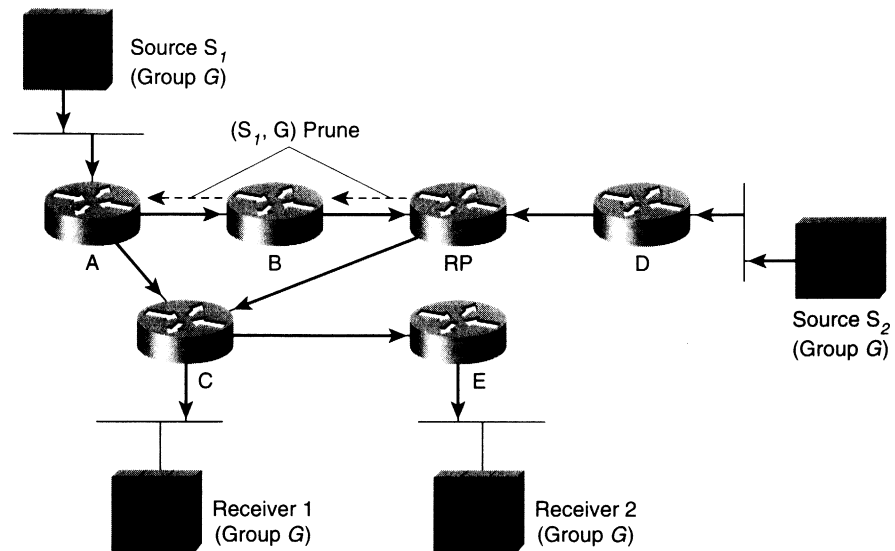 Source S1
(Group G)
(S1, G) Prune
A
B
RP
D
Source S2
(Group G)
C
E
Receiver 1
(Group G)
Receiver 2
(Group G)